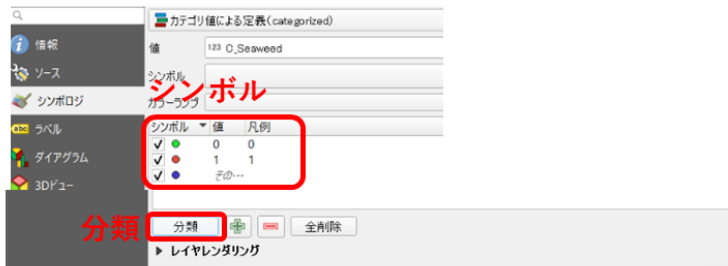 カテゴリ値による定義(categorized)
情報
値
123 C_Seaweed
ソース
シンボル
シンボル
シンボロジ
カラーランプ
シンボル 値 凡例
ラベル
abc
0 0
ダイアグラム
1 1
3Dビュー
その…
分類
分類
全削除
レイヤレンダリング